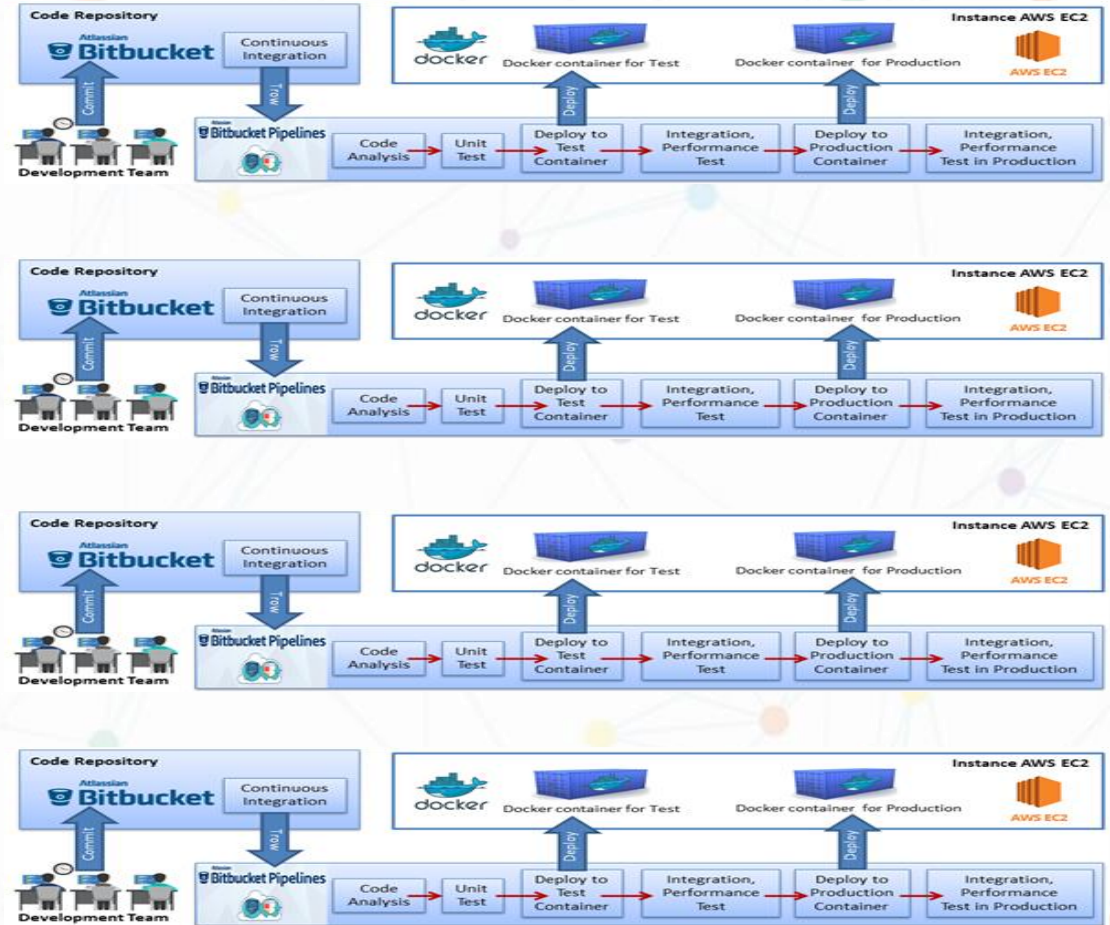 Code Repository
Atlassian
Bitbucket
Continuous
Integration
Instance AWS EC2
docker
Docker container for Test
Docker container for Production
AWS EC2
Commit
Trow
Deploy
Deploy
Development Team
Atlassian
Bitbucket Pipelines
Code
Analysis
Unit
Test
Deploy to
Test
Container
Integration,
Performance
Test
Deploy to
Production
Container
Integration,
Performance
Test in Production
Code Repository
Atlassian
Bitbucket
Continuous
Integration
Instance AWS EC2
docker
Docker container for Test
Docker container for Production
AWS EC2
Commit
Trow
Deploy
Deploy
Development Team
Atlassian
Bitbucket Pipelines
Code
Analysis
Unit
Test
Deploy to
Test
Container
Integration,
Performance
Test
Deploy to
Production
Container
Integration,
Performance
Test in Production
Code Repository
Atlassian
Bitbucket
Continuous
Integration
Instance AWS EC2
docker
Docker container for Test
Docker container for Production
AWS EC2
Commit
Trow
Deploy
Deploy
Development Team
Atlassian
Bitbucket Pipelines
Code
Analysis
Unit
Test
Deploy to
Test
Container
Integration,
Performance
Test
Deploy to
Production
Container
Integration,
Performance
Test in Production
Code Repository
Atlassian
Bitbucket
Continuous
Integration
Instance AWS EC2
docker
Docker container for Test
Docker container for Production
AWS EC2
Commit
Trow
Deploy
Deploy
Development Team
Atlassian
Bitbucket Pipelines
Code
Analysis
Unit
Test
Deploy to
Test
Container
Integration,
Performance
Test
Deploy to
Production
Container
Integration,
Performance
Test in Production